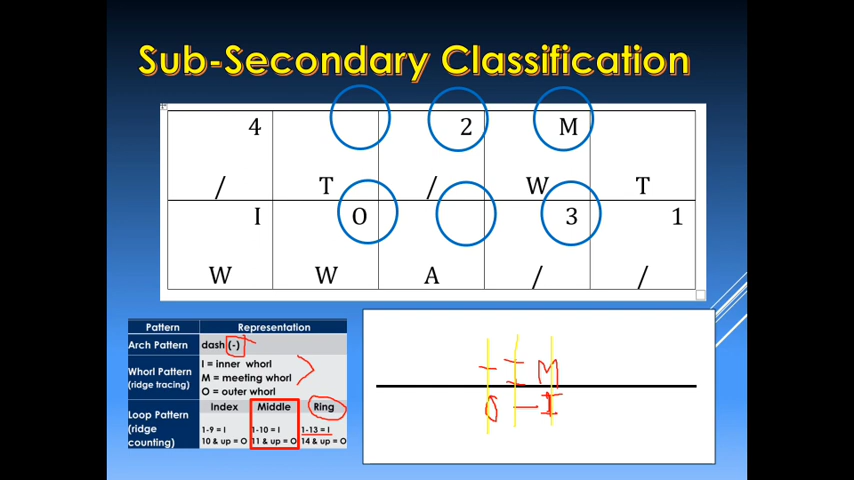 Sub-Secondary Classification
4 2 M
/ T / W T
I O 3 1
W W A / /
Pattern Representation
Arch Pattern dash (-)
Whorl Pattern (ridge tracing) I = inner whorl
M = meeting whorl
O = outer whorl
Loop Pattern (ridge counting) Index Middle Ring
1-9 = I 1-10 = I 1-13 = I
10 & up = O 11 & up = O 14 & up = O
- I M
O - I